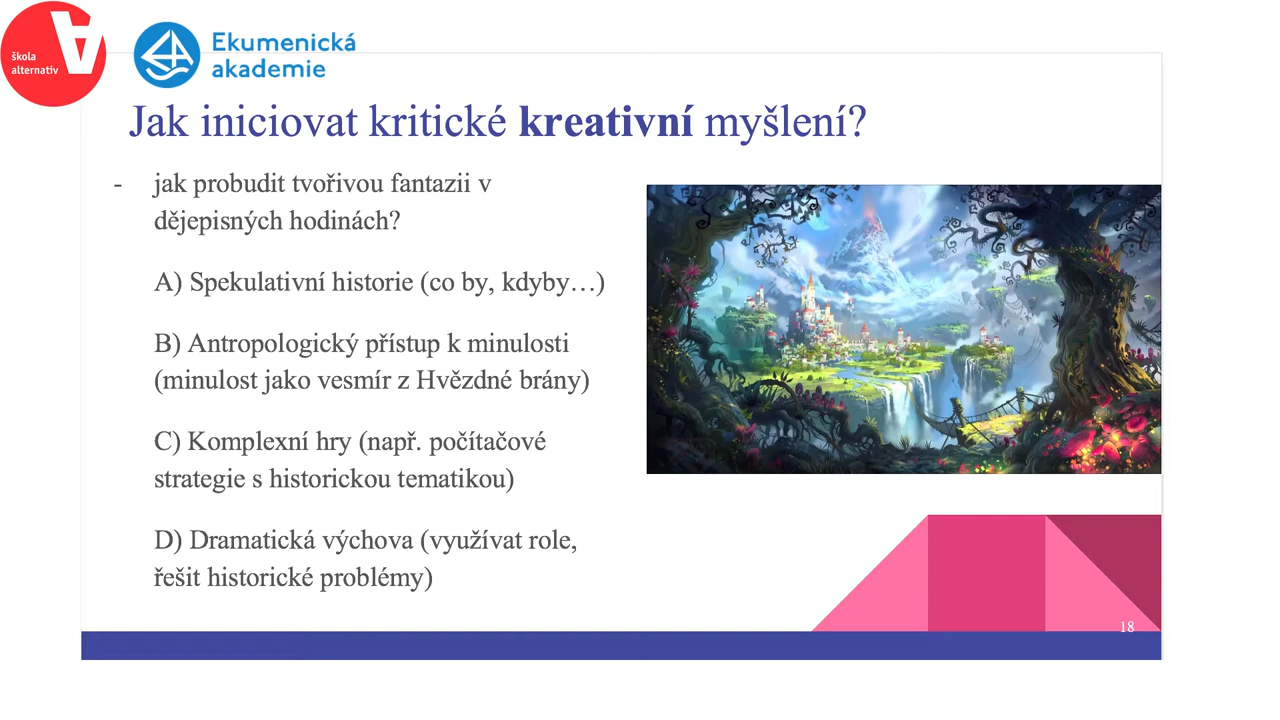 škola
alternativ
Ekumenická
akademie
Jak iniciovat kritické kreativní myšlení?
- jak probudit tvořivou fantazii v
dějepisných hodinách?
A) Spekulativní historie (co by, kdyby…)
B) Antropologický přístup k minulosti
(minulost jako vesmír z Hvězdné brány)
C) Komplexní hry (např. počítačové
strategie s historickou tematikou)
D) Dramatická výchova (využívat role,
řešit historické problémy)
18